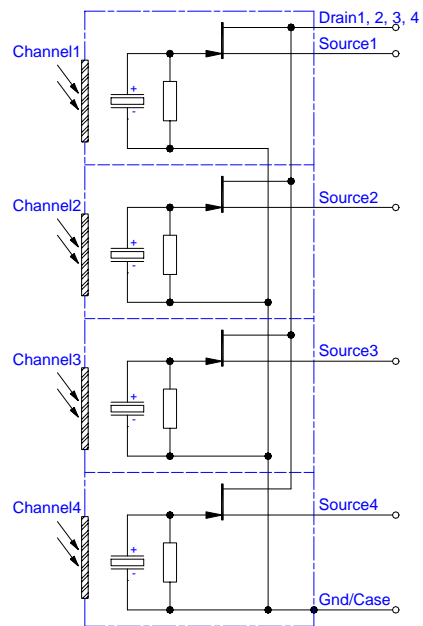 Drain1, 2, 3, 4
Channel1
Source1
+
-
Channel2
Source2
+
-
Channel3
Source3
+
-
Channel4
Source4
+
-
Gnd/Case